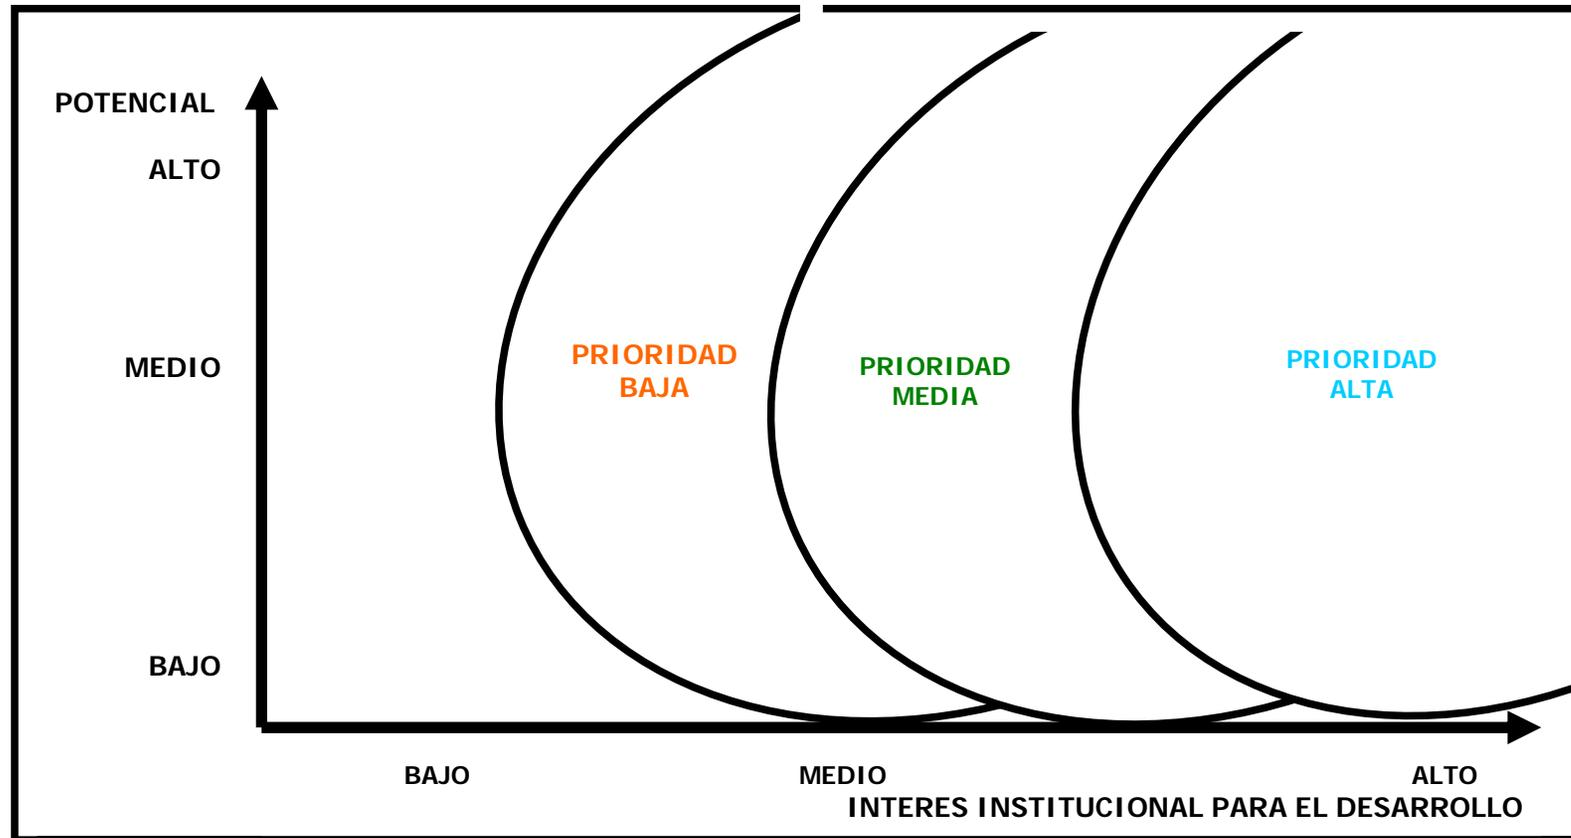 POTENCIAL
ALTO
MEDIO
BAJO
PRIORIDAD
BAJA
PRIORIDAD
MEDIA
PRIORIDAD
ALTA
BAJO
MEDIO
ALTO
INTERES INSTITUCIONAL PARA EL DESARROLLO